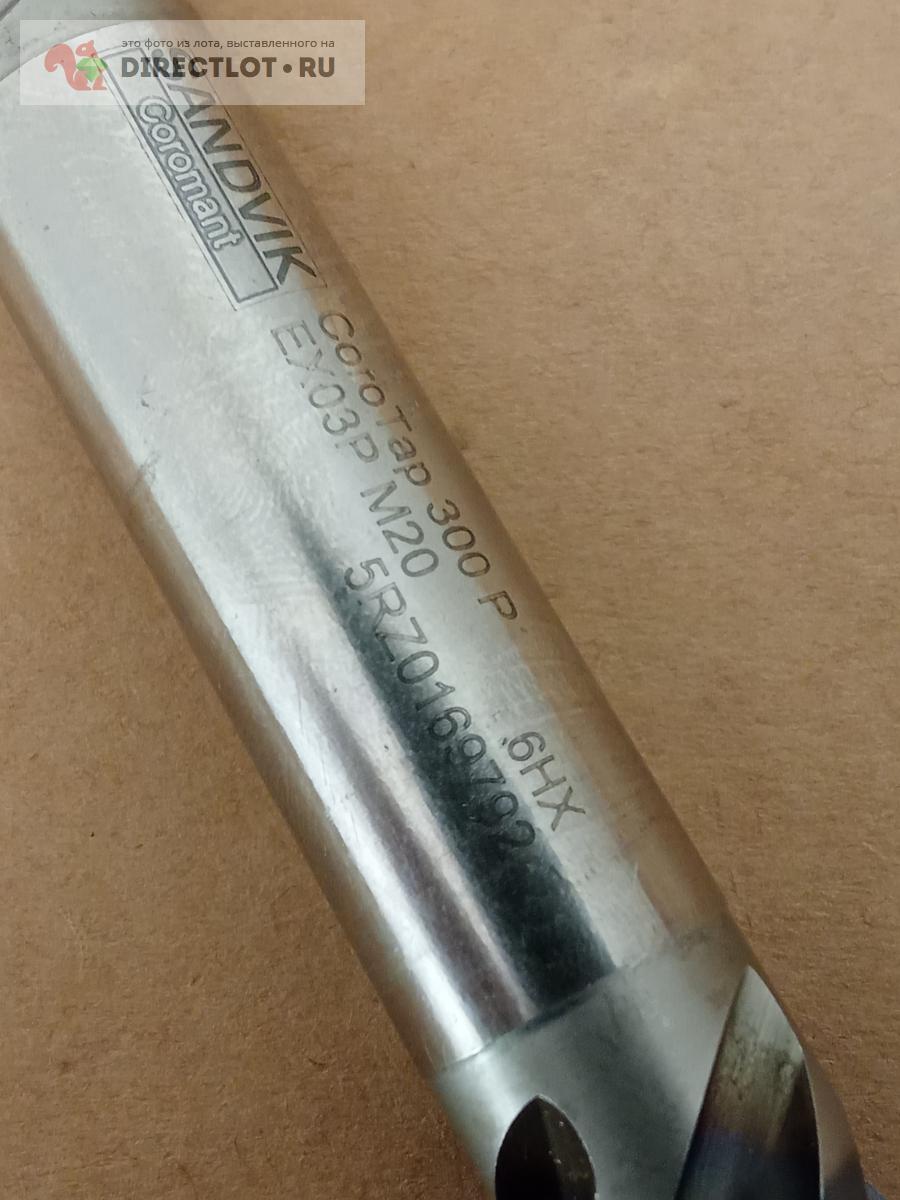 это фото из лота, выставленного на
DIRECTLOT•RU
SANDVIK
Coromant
CoroTap 300 P 6HX
EX03P M20
5RZ0169792